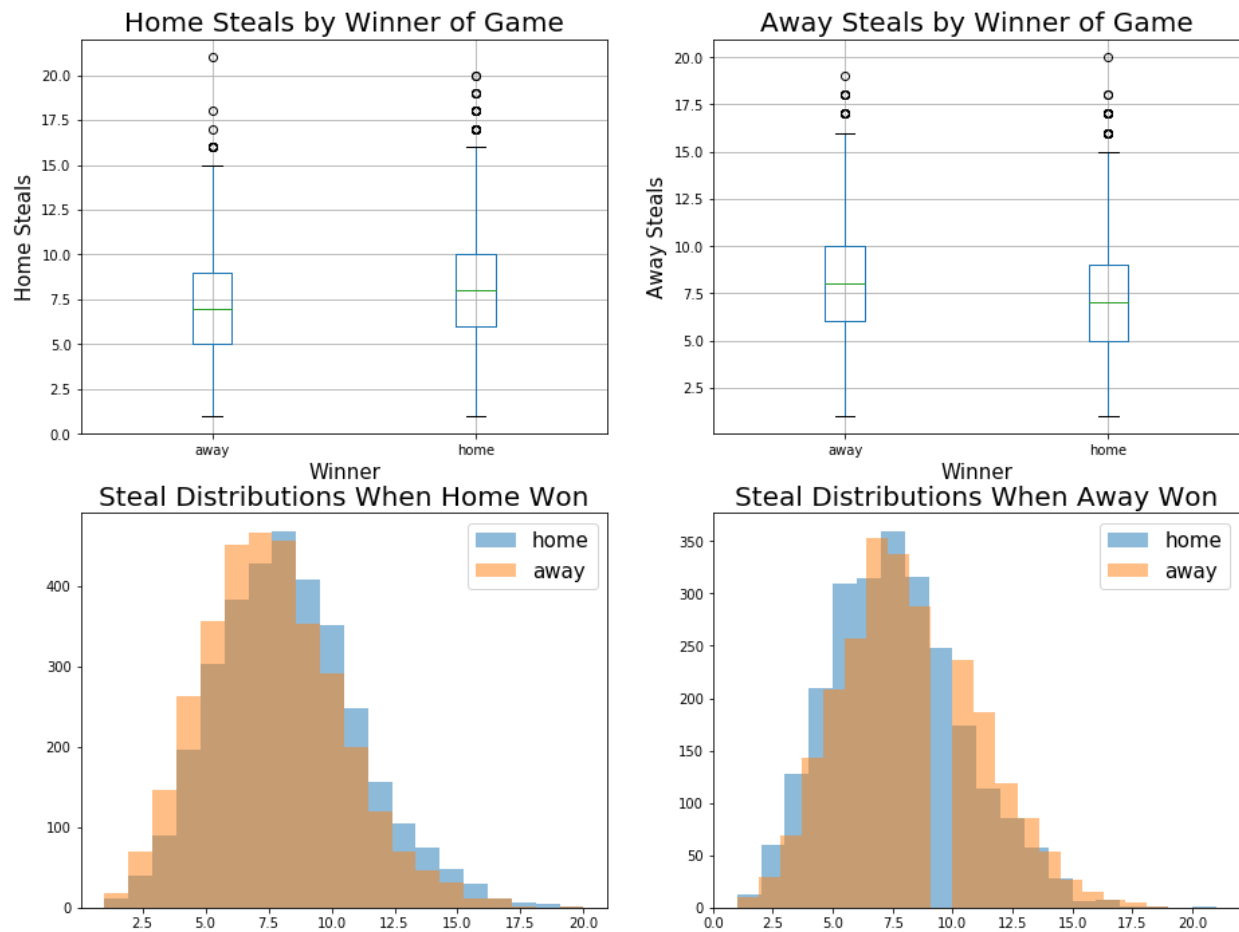 Home Steals by Winner of Game
20.0
17.5
15.0
12.5
10.0
7.5
5.0
2.5
0.0
Home Steals
away
home
Winner
Away Steals by Winner of Game
20.0
17.5
15.0
12.5
10.0
7.5
5.0
2.5
Away Steals
away
home
Winner
Steal Distributions When Home Won
home
away
400
300
200
100
0
2.5
5.0
7.5
10.0
12.5
15.0
17.5
20.0
Steal Distributions When Away Won
home
away
350
300
250
200
150
100
50
0
0.0
2.5
5.0
7.5
10.0
12.5
15.0
17.5
20.0